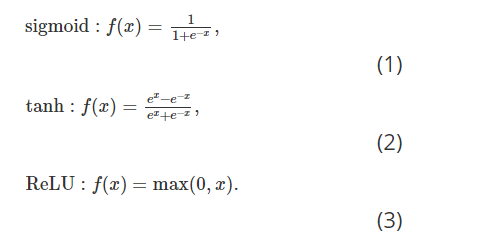 sigmoid : f(x) = 1/(1+e^{-x}),
(1)
tanh : f(x) = (e^x−e^{-x})/(e^x+e^{-x}),
(2)
ReLU : f(x) = max(0, x).
(3)